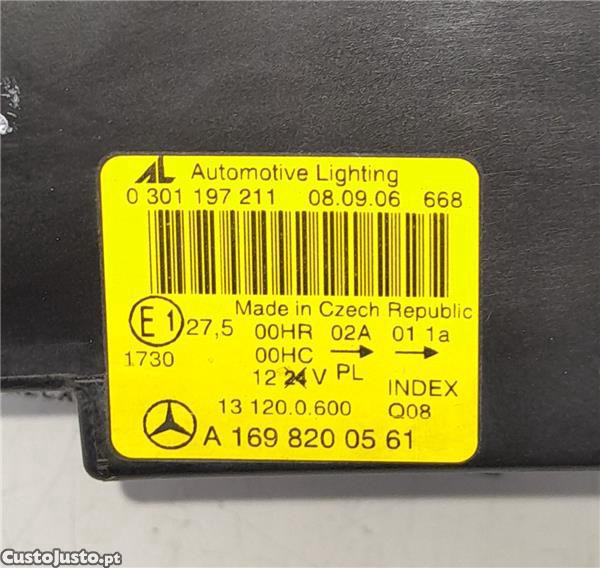 AL Automotive Lighting
0 301 197 211 08.09.06 668
Made in Czech Republic
E1 27,5 00HR 02A 01 1a
1730 00HC → →
12 24 V PL INDEX
13 120.0.600 Q08
A 169 820 05 61
CustoJusto.pt